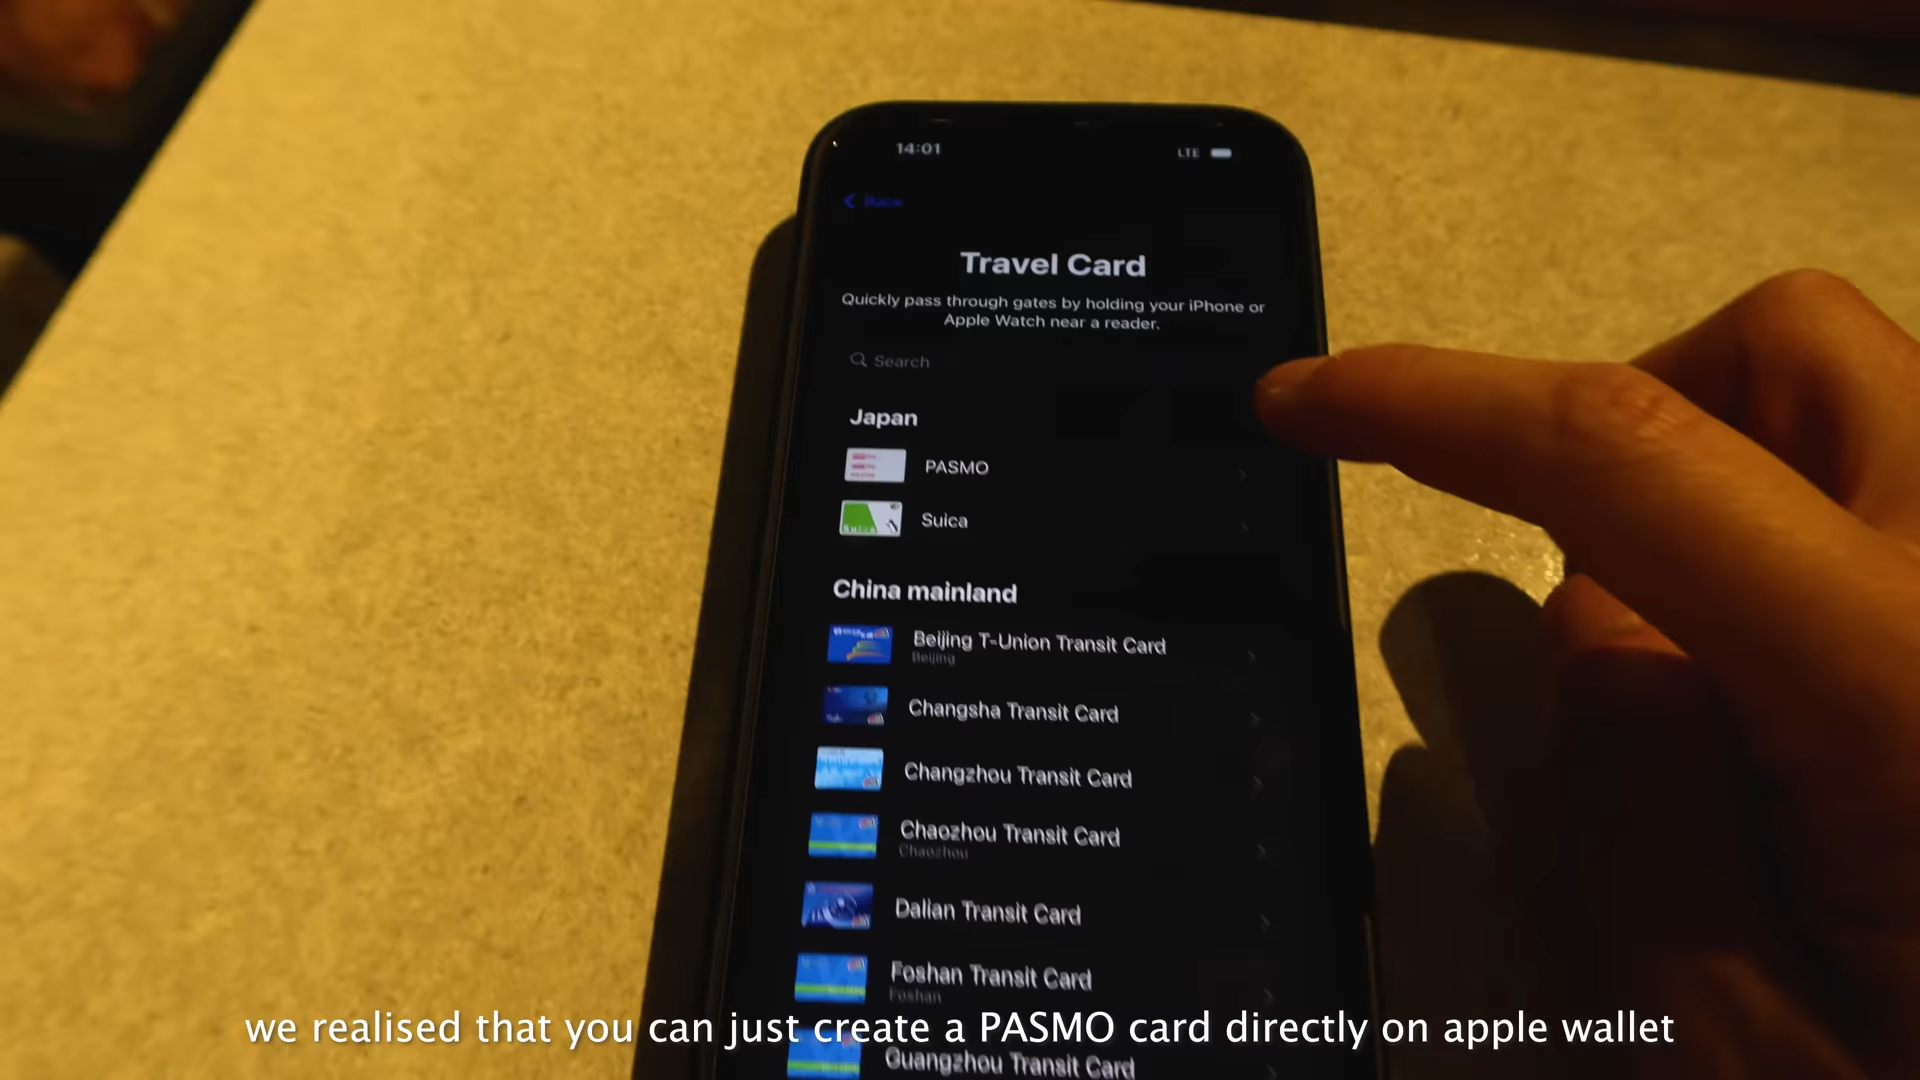 14:01
LTE
Back
Travel Card
Quickly pass through gates by holding your iPhone or
Apple Watch near a reader.
Search
Japan
PASMO
Suica
Suica
China mainland
Beijing T-Union Transit Card
Beijing
Changsha Transit Card
Changzhou Transit Card
Chaozhou Transit Card
Chaozhou
Dalian Transit Card
Foshan Transit Card
Foshan
we realised that you can just create a PASMO card directly on apple wallet
Guangzhou Transit Card